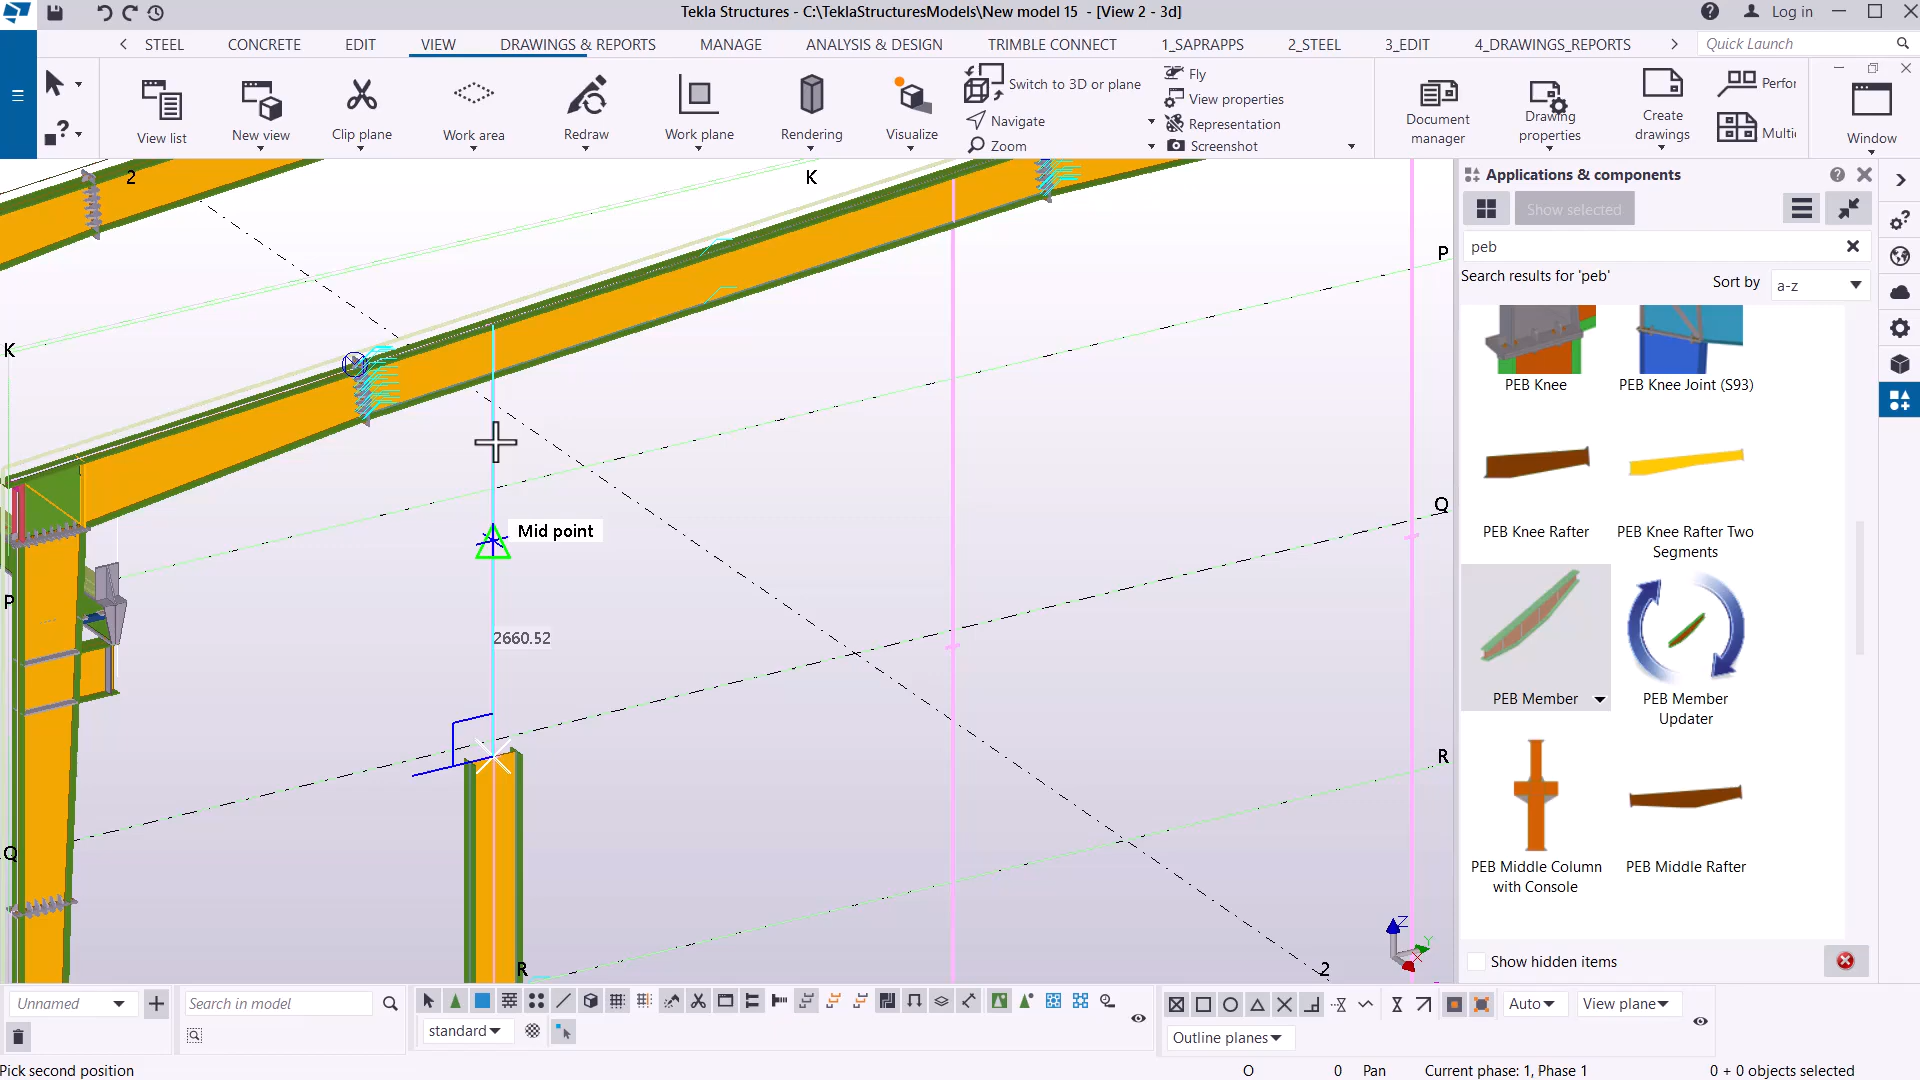 Tekla Structures - C:\TeklaStructuresModels\New model 15 - [View 2 - 3d]
Log in
STEEL CONCRETE EDIT VIEW DRAWINGS & REPORTS MANAGE ANALYSIS & DESIGN TRIMBLE CONNECT 1_SAPRAPPS 2_STEEL 3_EDIT 4_DRAWINGS_REPORTS Quick Launch
View list
New view
Clip plane
Work area
Redraw
Work plane
Rendering
Visualize
Switch to 3D or plane
Navigate
Zoom
Fly
View properties
Representation
Screenshot
Document manager
Drawing properties
Create drawings
Perfor
Multi
Window
2
K
K
P
P
Q
Q
R
R
2
Mid point
2660.52
Z
Y
X
Applications & components
Show selected
peb
Search results for 'peb'
Sort by
a-z
PEB Knee
PEB Knee Joint (S93)
PEB Knee Rafter
PEB Knee Rafter Two Segments
PEB Member
PEB Member Updater
PEB Middle Column with Console
PEB Middle Rafter
Show hidden items
Unnamed
Search in model
standard
Auto
View plane
Outline planes
Pick second position
O
0
Pan
Current phase: 1, Phase 1
0 + 0 objects selected